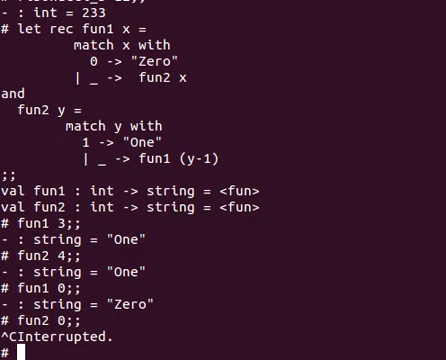 - : int = 233
# let rec fun1 x =
        match x with
          0 -> "Zero"
        | _ ->  fun2 x
and
  fun2 y =
       match y with
         1 -> "One"
         | _ -> fun1 (y-1)
;;
val fun1 : int -> string = <fun>
val fun2 : int -> string = <fun>
# fun1 3;;
- : string = "One"
# fun2 4;;
- : string = "One"
# fun1 0;;
- : string = "Zero"
# fun2 0;;
^CInterrupted.
#